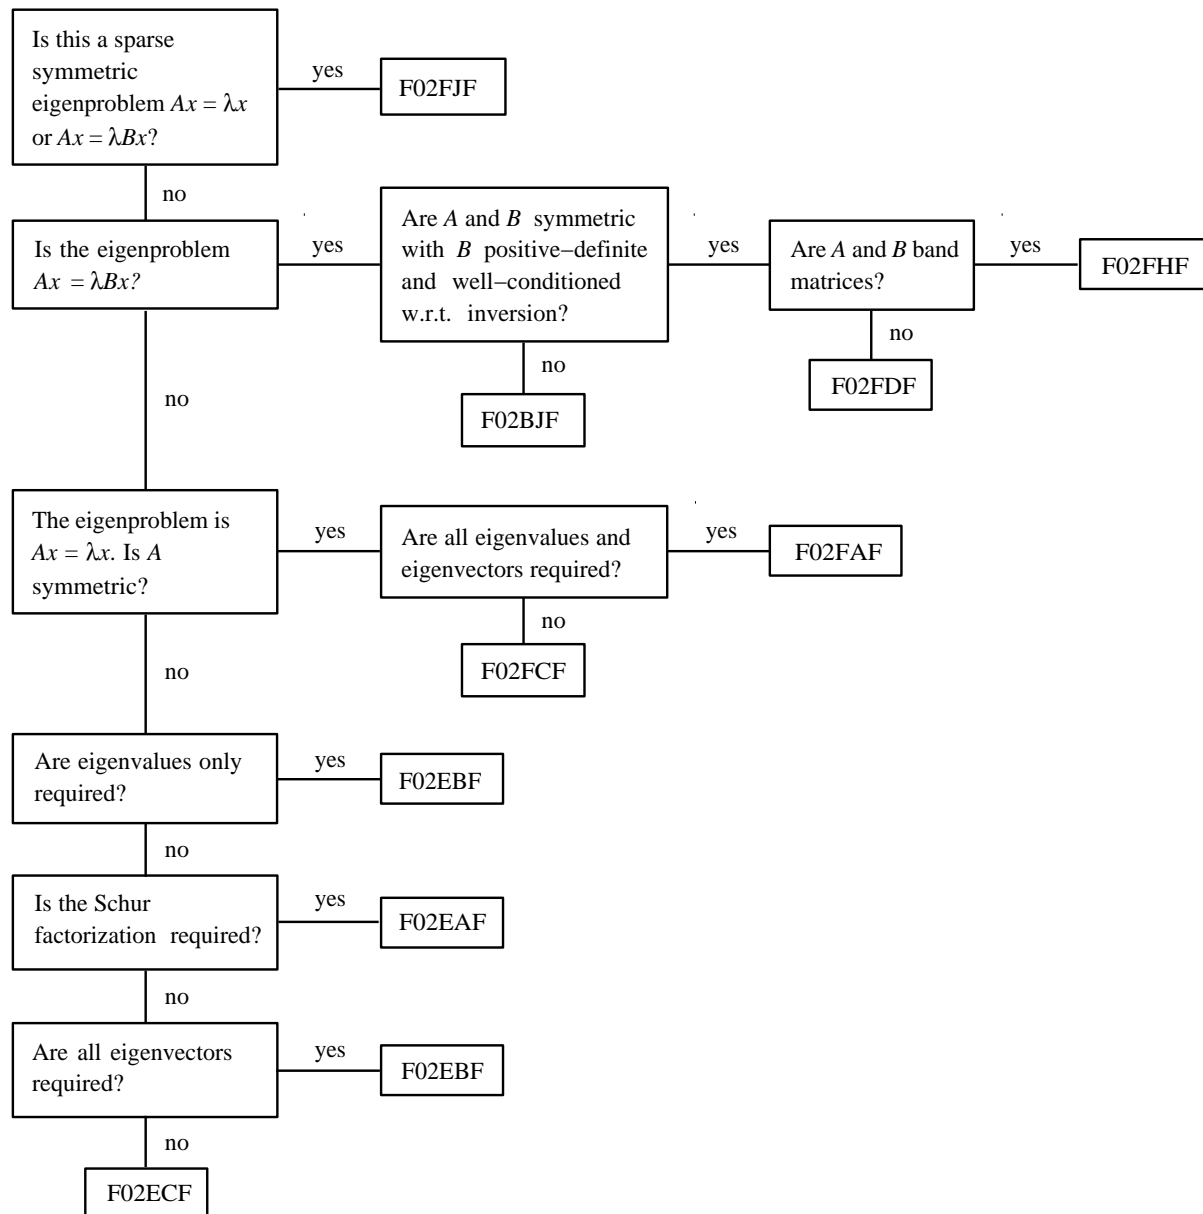 Is this a sparse
symmetric
eigenproblem Ax = λx
or Ax = λBx?
yes
F02FJF
no
Is the eigenproblem
Ax = λBx?
yes
Are A and B symmetric
with B positive–definite
and well–conditioned
w.r.t. inversion?
yes
Are A and B band
matrices?
yes
F02FHF
no
F02FDF
no
F02BJF
no
The eigenproblem is
Ax = λx. Is A
symmetric?
yes
Are all eigenvalues and
eigenvectors required?
yes
F02FAF
no
F02FCF
no
Are eigenvalues only
required?
yes
F02EBF
no
Is the Schur
factorization required?
yes
F02EAF
no
Are all eigenvectors
required?
yes
F02EBF
no
F02ECF